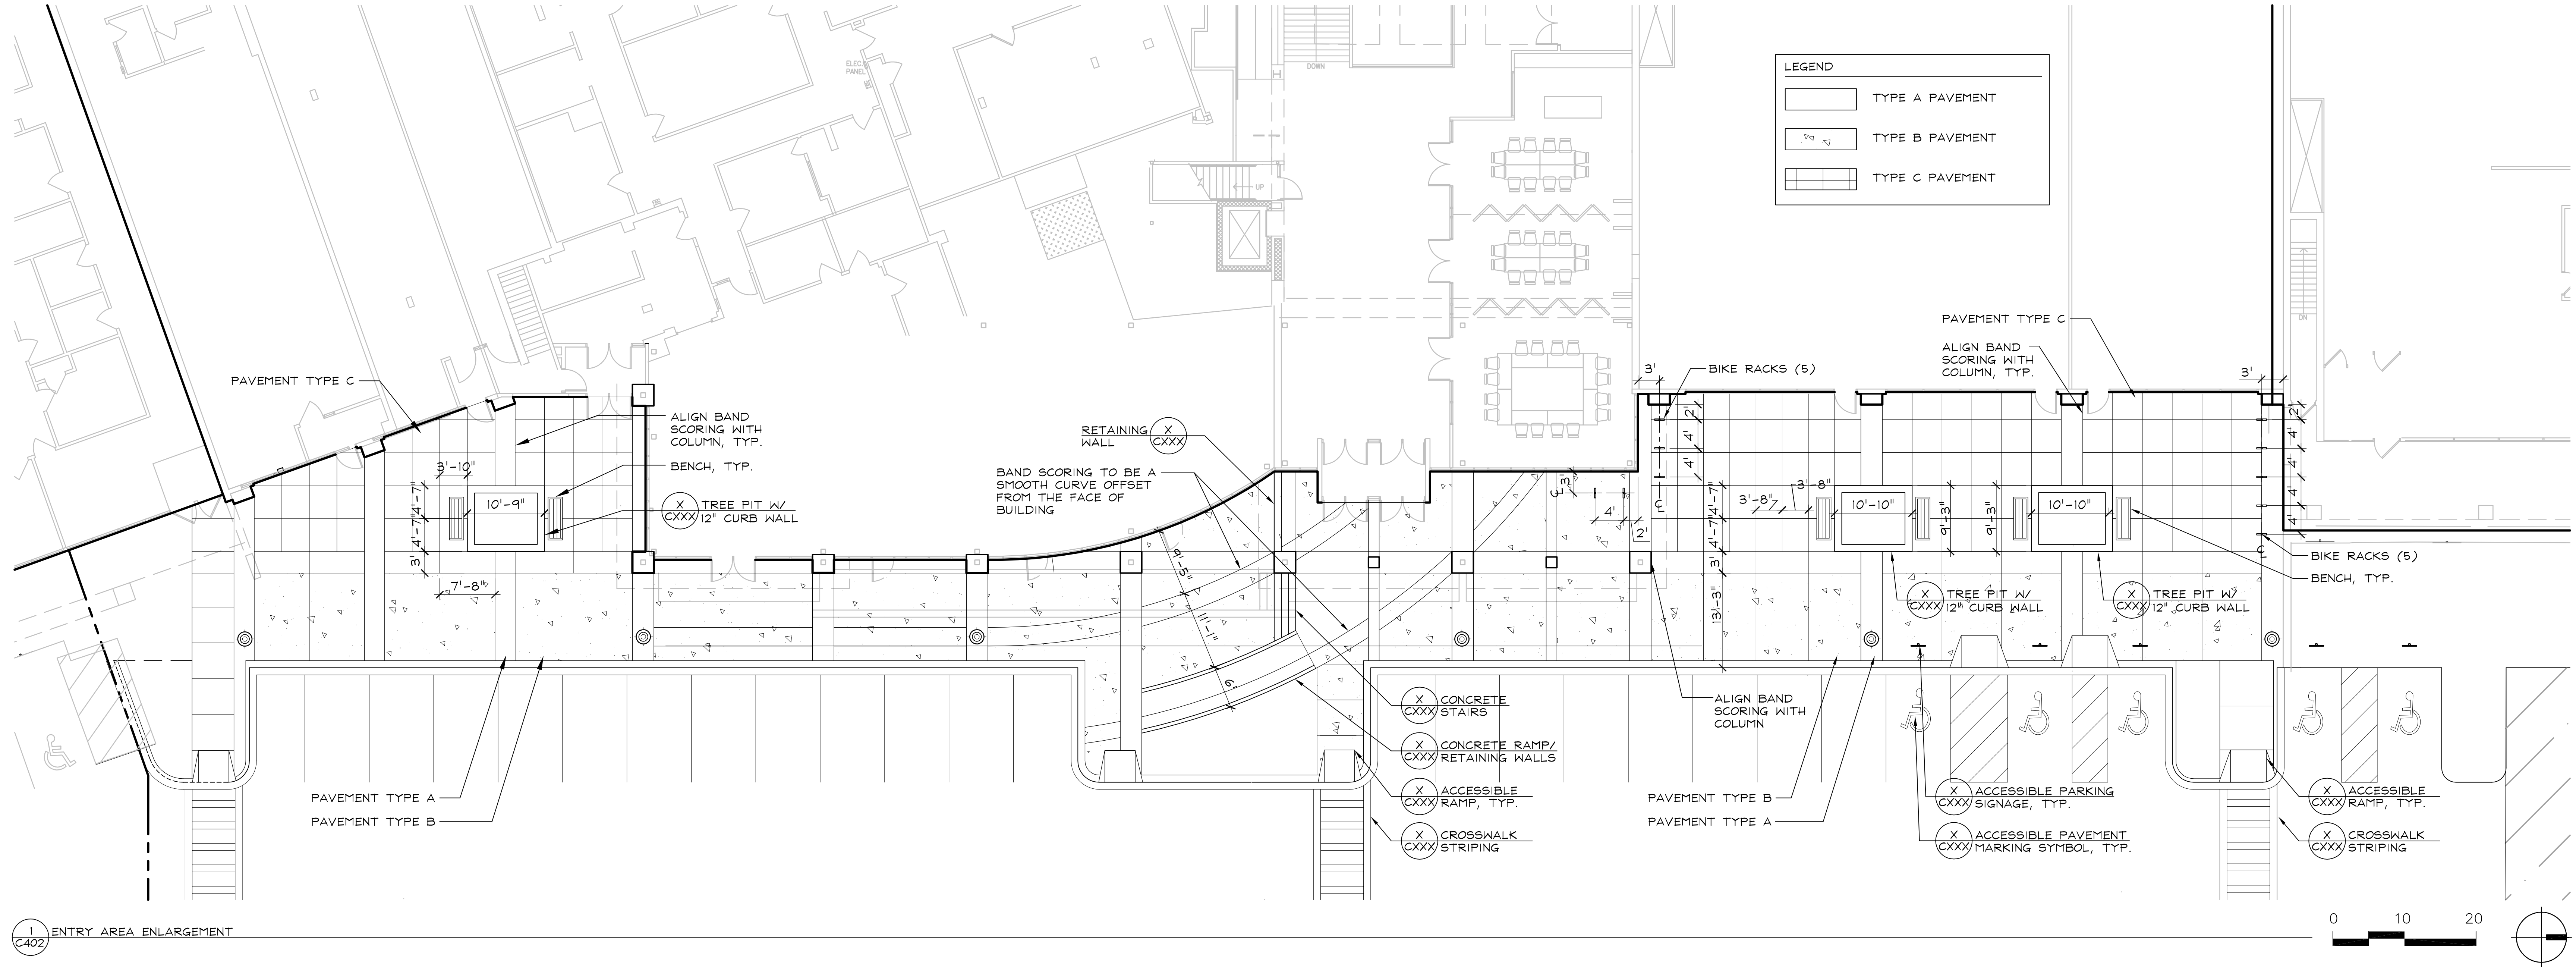 ELEC.
PANEL
DOWN
UP
DN
LEGEND
TYPE A PAVEMENT
TYPE B PAVEMENT
TYPE C PAVEMENT
PAVEMENT TYPE C
ALIGN BAND
SCORING WITH
COLUMN, TYP.
BENCH, TYP.
X
CXXX
TREE PIT W/
12" CURB WALL
3'-10"
10'-9"
4'-7"
4'-7"
3'
7'-8"
RETAINING
WALL
X
CXXX
BAND SCORING TO BE A
SMOOTH CURVE OFFSET
FROM THE FACE OF
BUILDING
9'-5"
11'-1"
6'
3'
4'
2'
3'
BIKE RACKS (5)
2'
4'
4'
3'-8"
3'-8"
4'-7"
4'-7"
3'
13'-3"
10'-10"
9'-3"
9'-3"
10'-10"
PAVEMENT TYPE C
ALIGN BAND
SCORING WITH
COLUMN, TYP.
3'
2'
4'
4'
4'
4'
BIKE RACKS (5)
BENCH, TYP.
X
CXXX
TREE PIT W/
12" CURB WALL
X
CXXX
TREE PIT W/
12" CURB WALL
PAVEMENT TYPE A
PAVEMENT TYPE B
X
CXXX
CONCRETE
STAIRS
X
CXXX
CONCRETE RAMP/
RETAINING WALLS
X
CXXX
ACCESSIBLE
RAMP, TYP.
X
CXXX
CROSSWALK
STRIPING
ALIGN BAND
SCORING WITH
COLUMN
PAVEMENT TYPE B
PAVEMENT TYPE A
X
CXXX
ACCESSIBLE PARKING
SIGNAGE, TYP.
X
CXXX
ACCESSIBLE PAVEMENT
MARKING SYMBOL, TYP.
X
CXXX
ACCESSIBLE
RAMP, TYP.
X
CXXX
CROSSWALK
STRIPING
1
C402
ENTRY AREA ENLARGEMENT
0 10 20